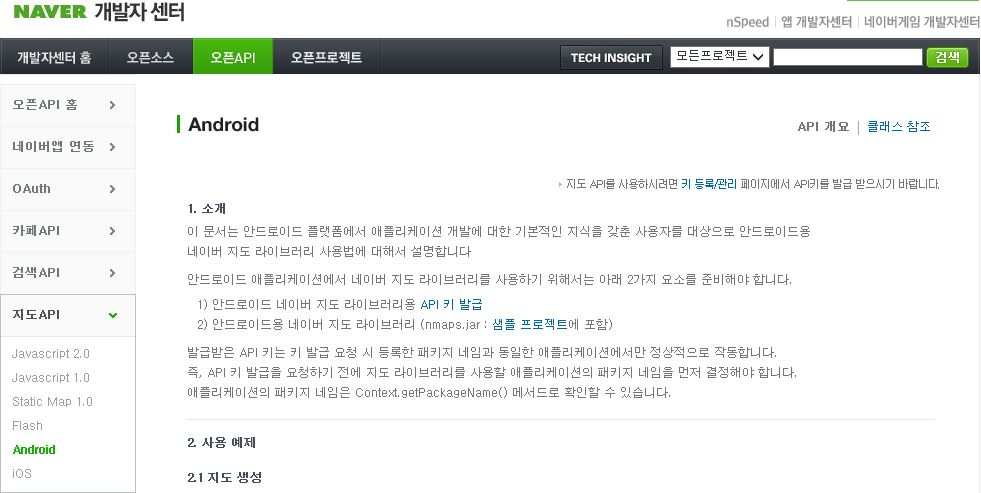 NAVER 개발자 센터
nSpeed | 앱 개발자센터 | 네이버게임 개발자센터
개발자센터 홈 오픈소스 오픈API 오픈프로젝트 TECH INSIGHT 모든프로젝트 검색
오픈API 홈
네이버앱 연동
OAuth
카페API
검색API
지도API
Javascript 2.0
Javascript 1.0
Static Map 1.0
Flash
Android
iOS
Android
API 개요 | 클래스 참조
지도 API를 사용하시려면 키 등록/관리 페이지에서 API키를 발급 받으시기 바랍니다.
1. 소개
이 문서는 안드로이드 플랫폼에서 애플리케이션 개발에 대한 기본적인 지식을 갖춘 사용자를 대상으로 안드로이드용
네이버 지도 라이브러리 사용법에 대해서 설명합니다
안드로이드 애플리케이션에서 네이버 지도 라이브러리를 사용하기 위해서는 아래 2가지 요소를 준비해야 합니다.
1) 안드로이드 네이버 지도 라이브러리용 API 키 발급
2) 안드로이드용 네이버 지도 라이브러리 (nmaps.jar : 샘플 프로젝트에 포함)
발급받은 API 키는 키 발급 요청 시 등록한 패키지 네임과 동일한 애플리케이션에서만 정상적으로 작동합니다.
즉, API 키 발급을 요청하기 전에 지도 라이브러리를 사용할 애플리케이션의 패키지 네임을 먼저 결정해야 합니다.
애플리케이션의 패키지 네임은 Context.getPackageName() 메서드로 확인할 수 있습니다.
2. 사용 예제
2.1 지도 생성